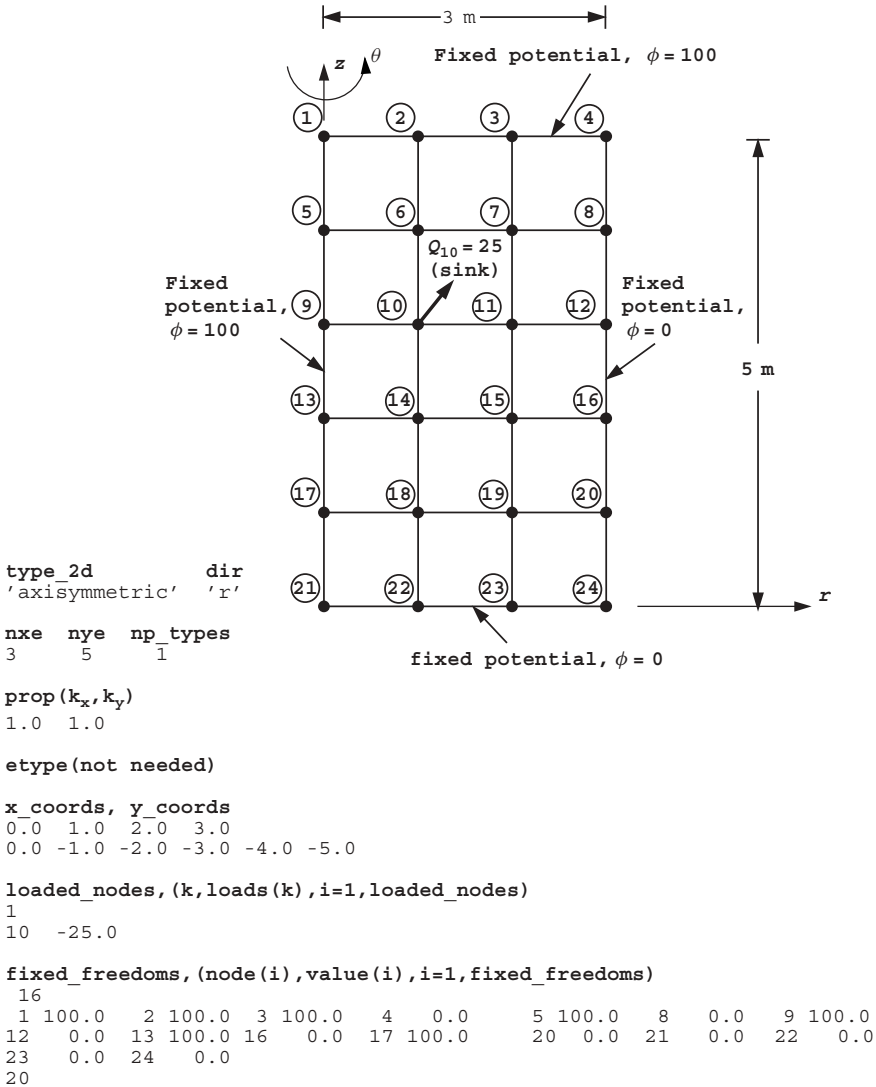 3 m
z θ
Fixed potential, ϕ = 100
1 2 3 4
5 6 7 8
Q10 = 25
(sink)
Fixed
potential,
ϕ = 100
Fixed
potential,
ϕ = 0
9 10 11 12
5 m
13 14 15 16
17 18 19 20
21 22 23 24
r
fixed potential, ϕ = 0
type_2d dir
'axisymmetric' 'r'
nxe nye np_types
3 5 1
prop(kx,ky)
1.0 1.0
etype(not needed)
x_coords, y_coords
0.0 1.0 2.0 3.0
0.0 -1.0 -2.0 -3.0 -4.0 -5.0
loaded_nodes,(k,loads(k),i=1,loaded_nodes)
1
10 -25.0
fixed_freedoms,(node(i),value(i),i=1,fixed_freedoms)
16
1 100.0 2 100.0 3 100.0 4 0.0 5 100.0 8 0.0 9 100.0
12 0.0 13 100.0 16 0.0 17 100.0 20 0.0 21 0.0 22 0.0
23 0.0 24 0.0
20